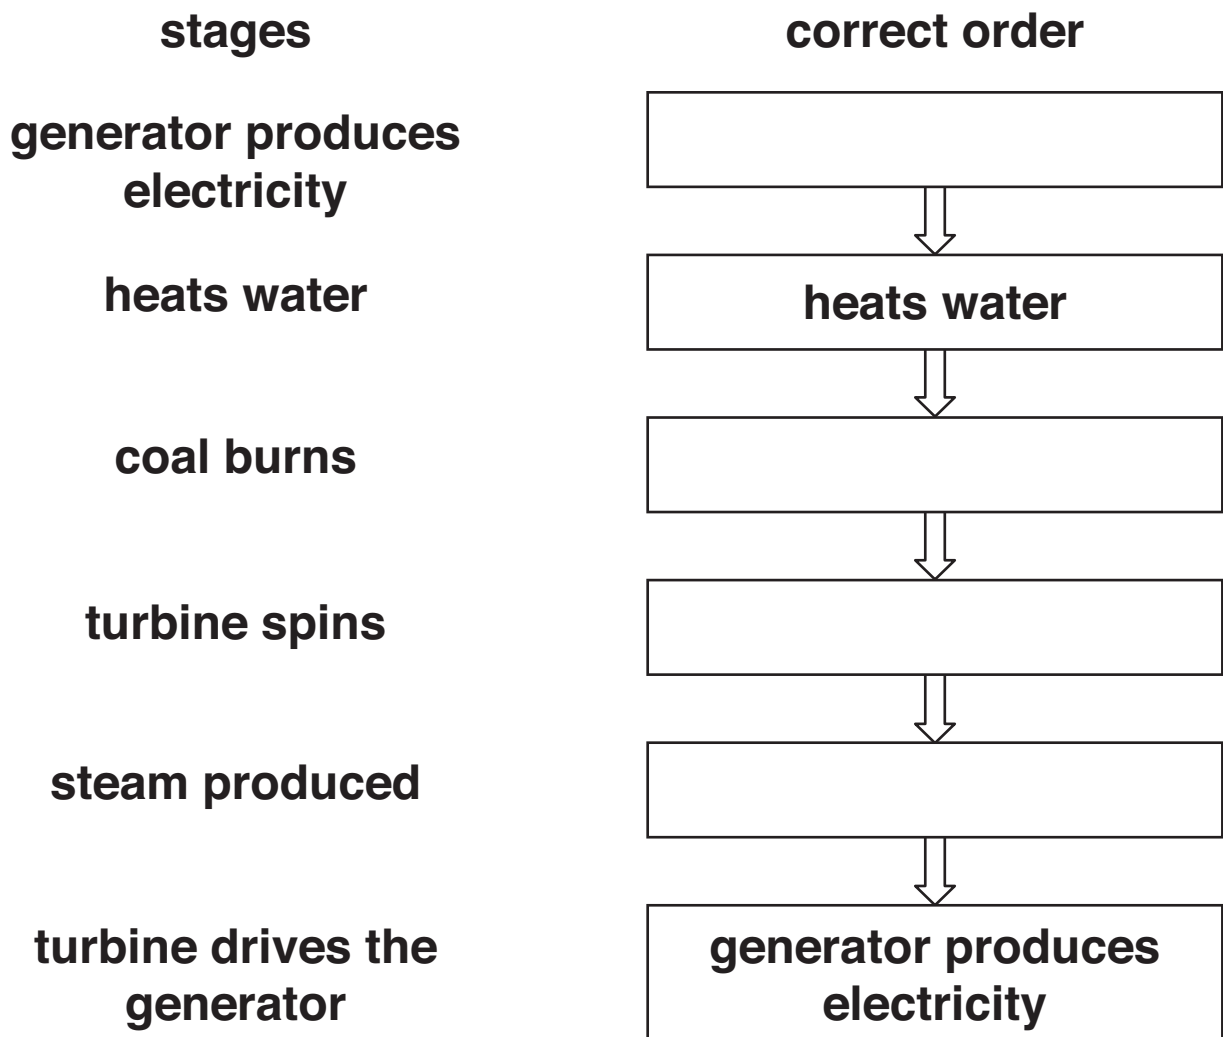 stages
correct order
generator produces
electricity
heats water
heats water
coal burns
turbine spins
steam produced
turbine drives the
generator
generator produces
electricity